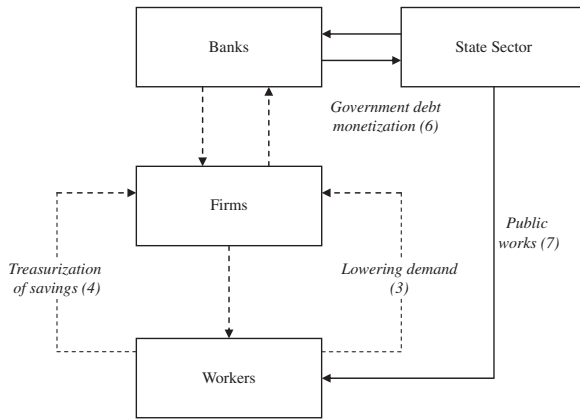 Banks
State Sector
Government debt
monetization (6)
Firms
Public
works (7)
Treasurization
of savings (4)
Lowering demand
(3)
Workers